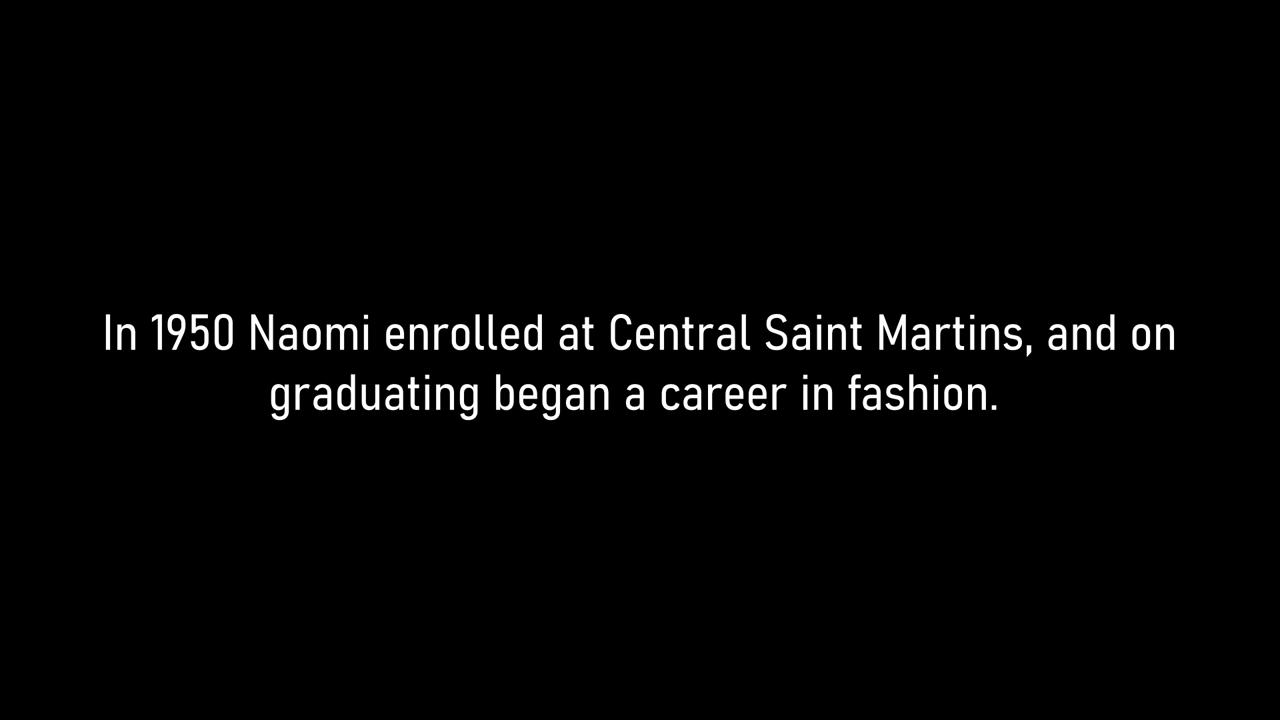 In 1950 Naomi enrolled at Central Saint Martins, and on
graduating began a career in fashion.